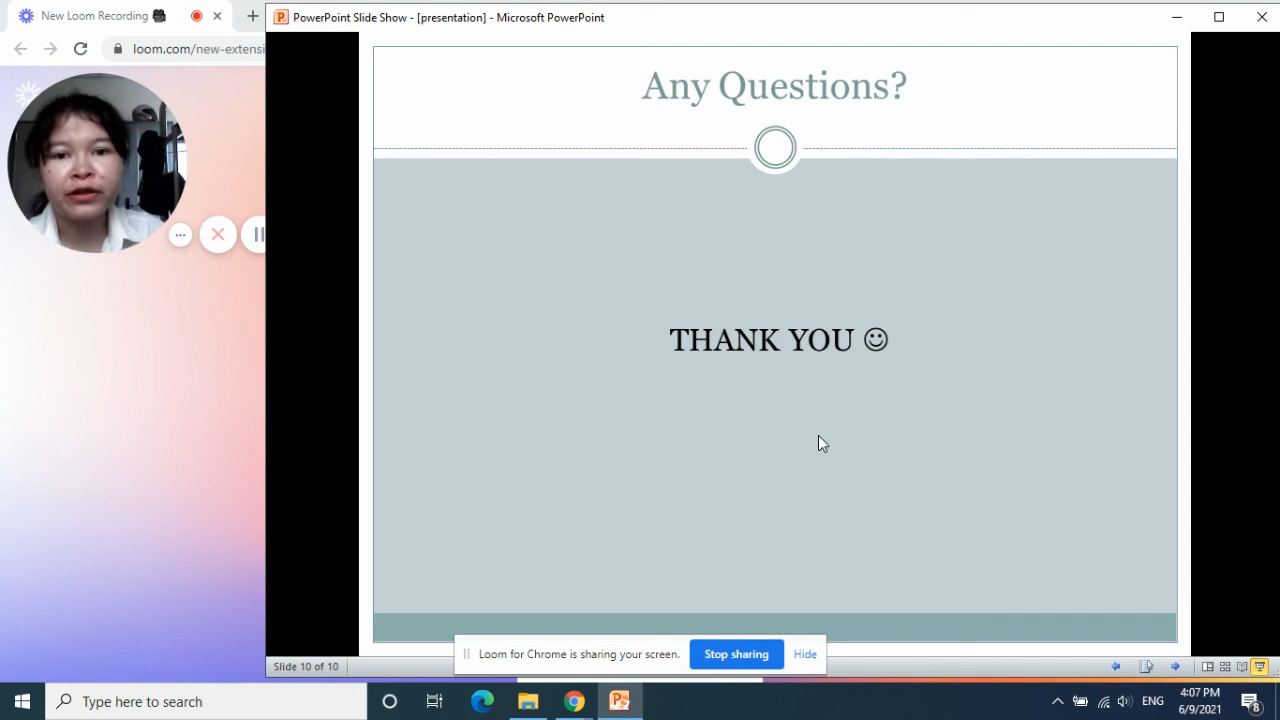 New Loom Recording
PowerPoint Slide Show - [presentation] - Microsoft PowerPoint
loom.com/new-extensi
Any Questions?
THANK YOU ☺
Loom for Chrome is sharing your screen. Stop sharing Hide
Slide 10 of 10
Type here to search
ENG
4:07 PM
6/9/2021
8